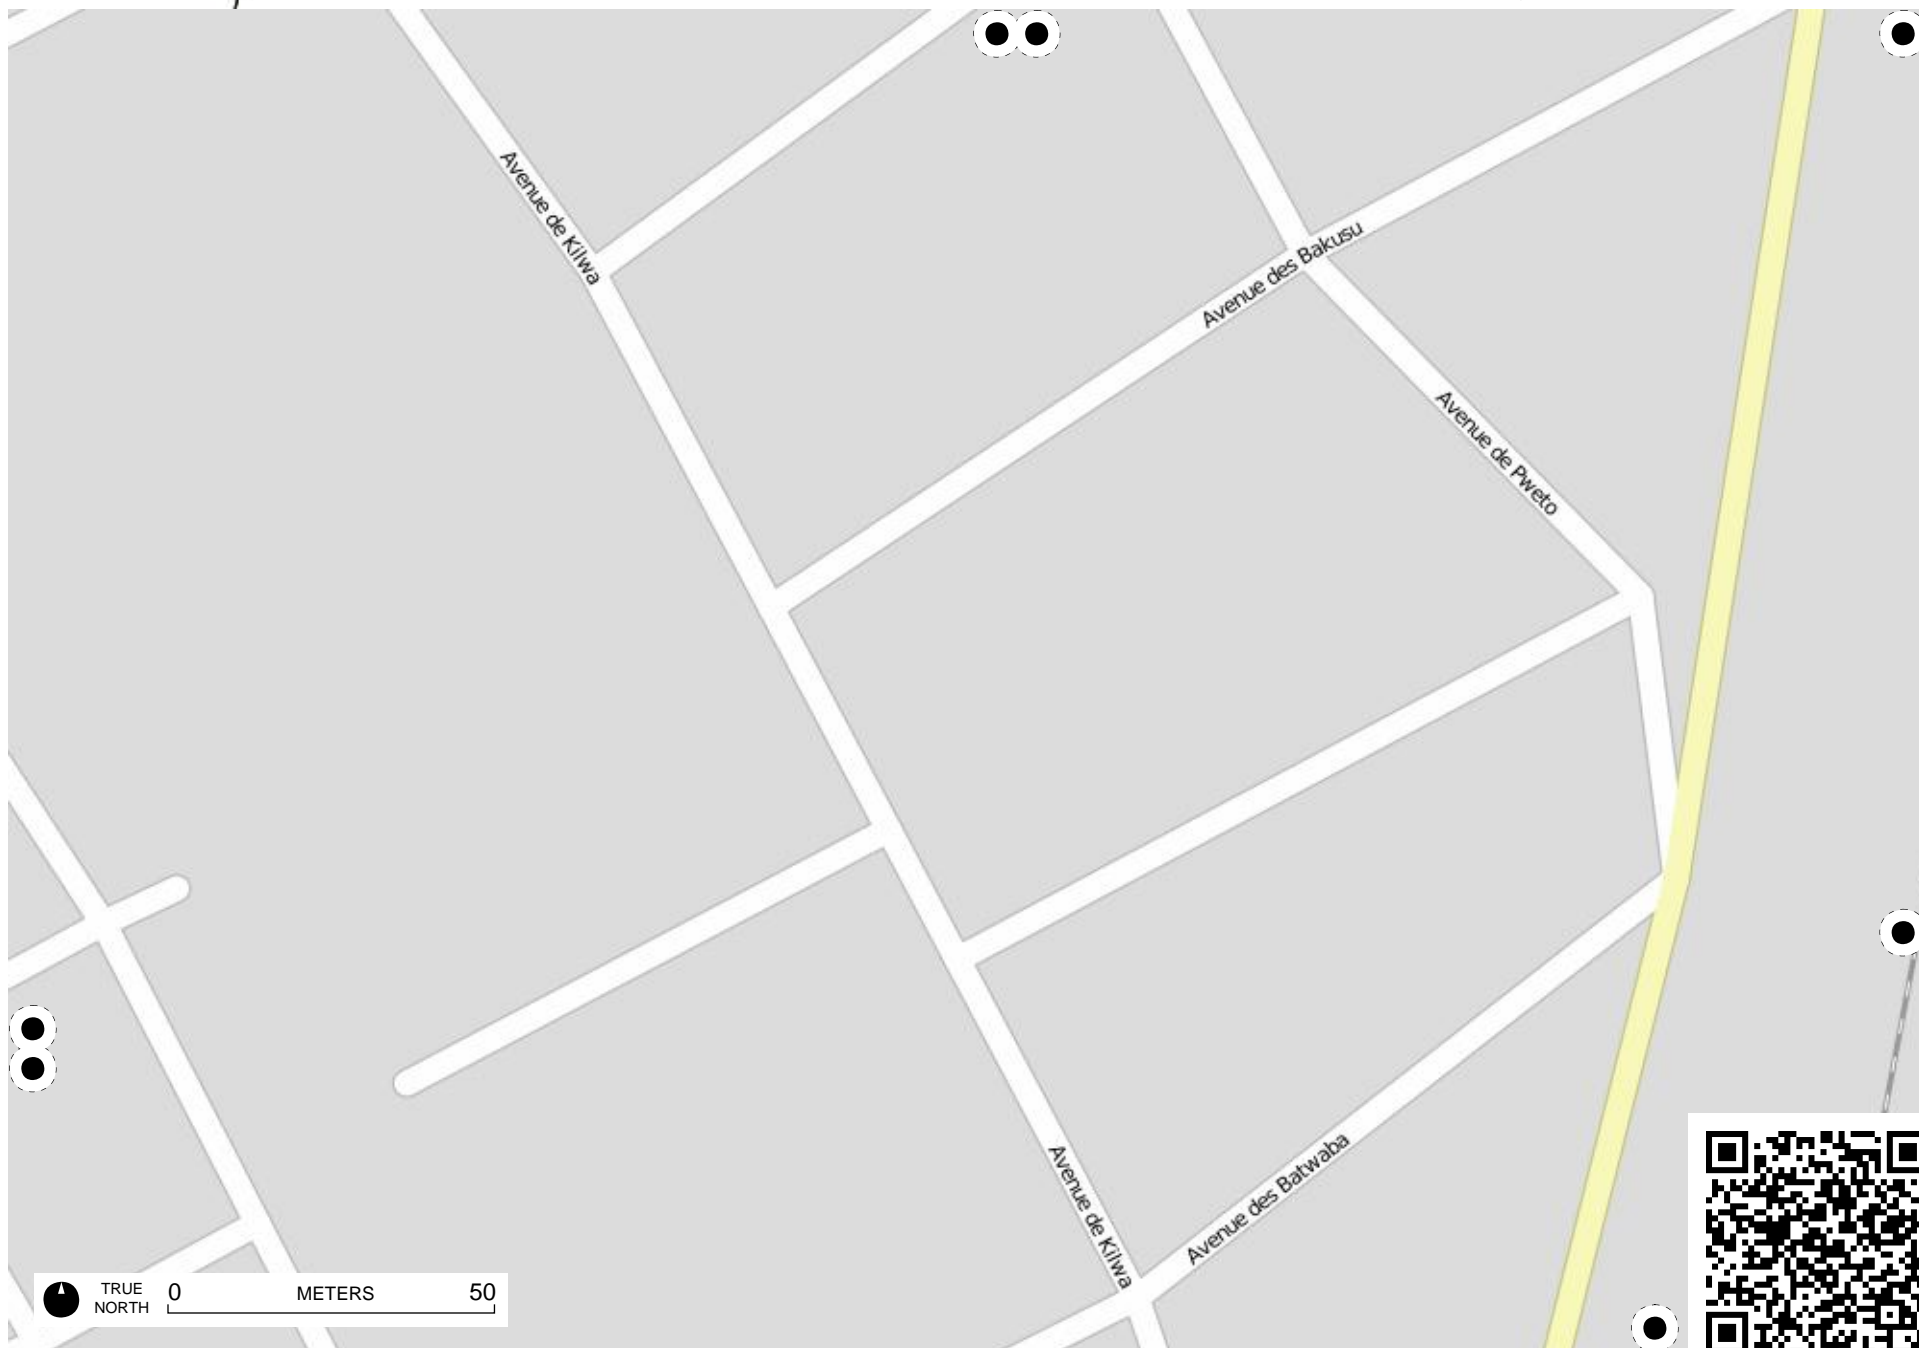 Avenue de Kilwa
Avenue des Bakusu
Avenue de Pweto
Avenue de Kilwa
Avenue des Batwaba
TRUE NORTH
0 METERS 50